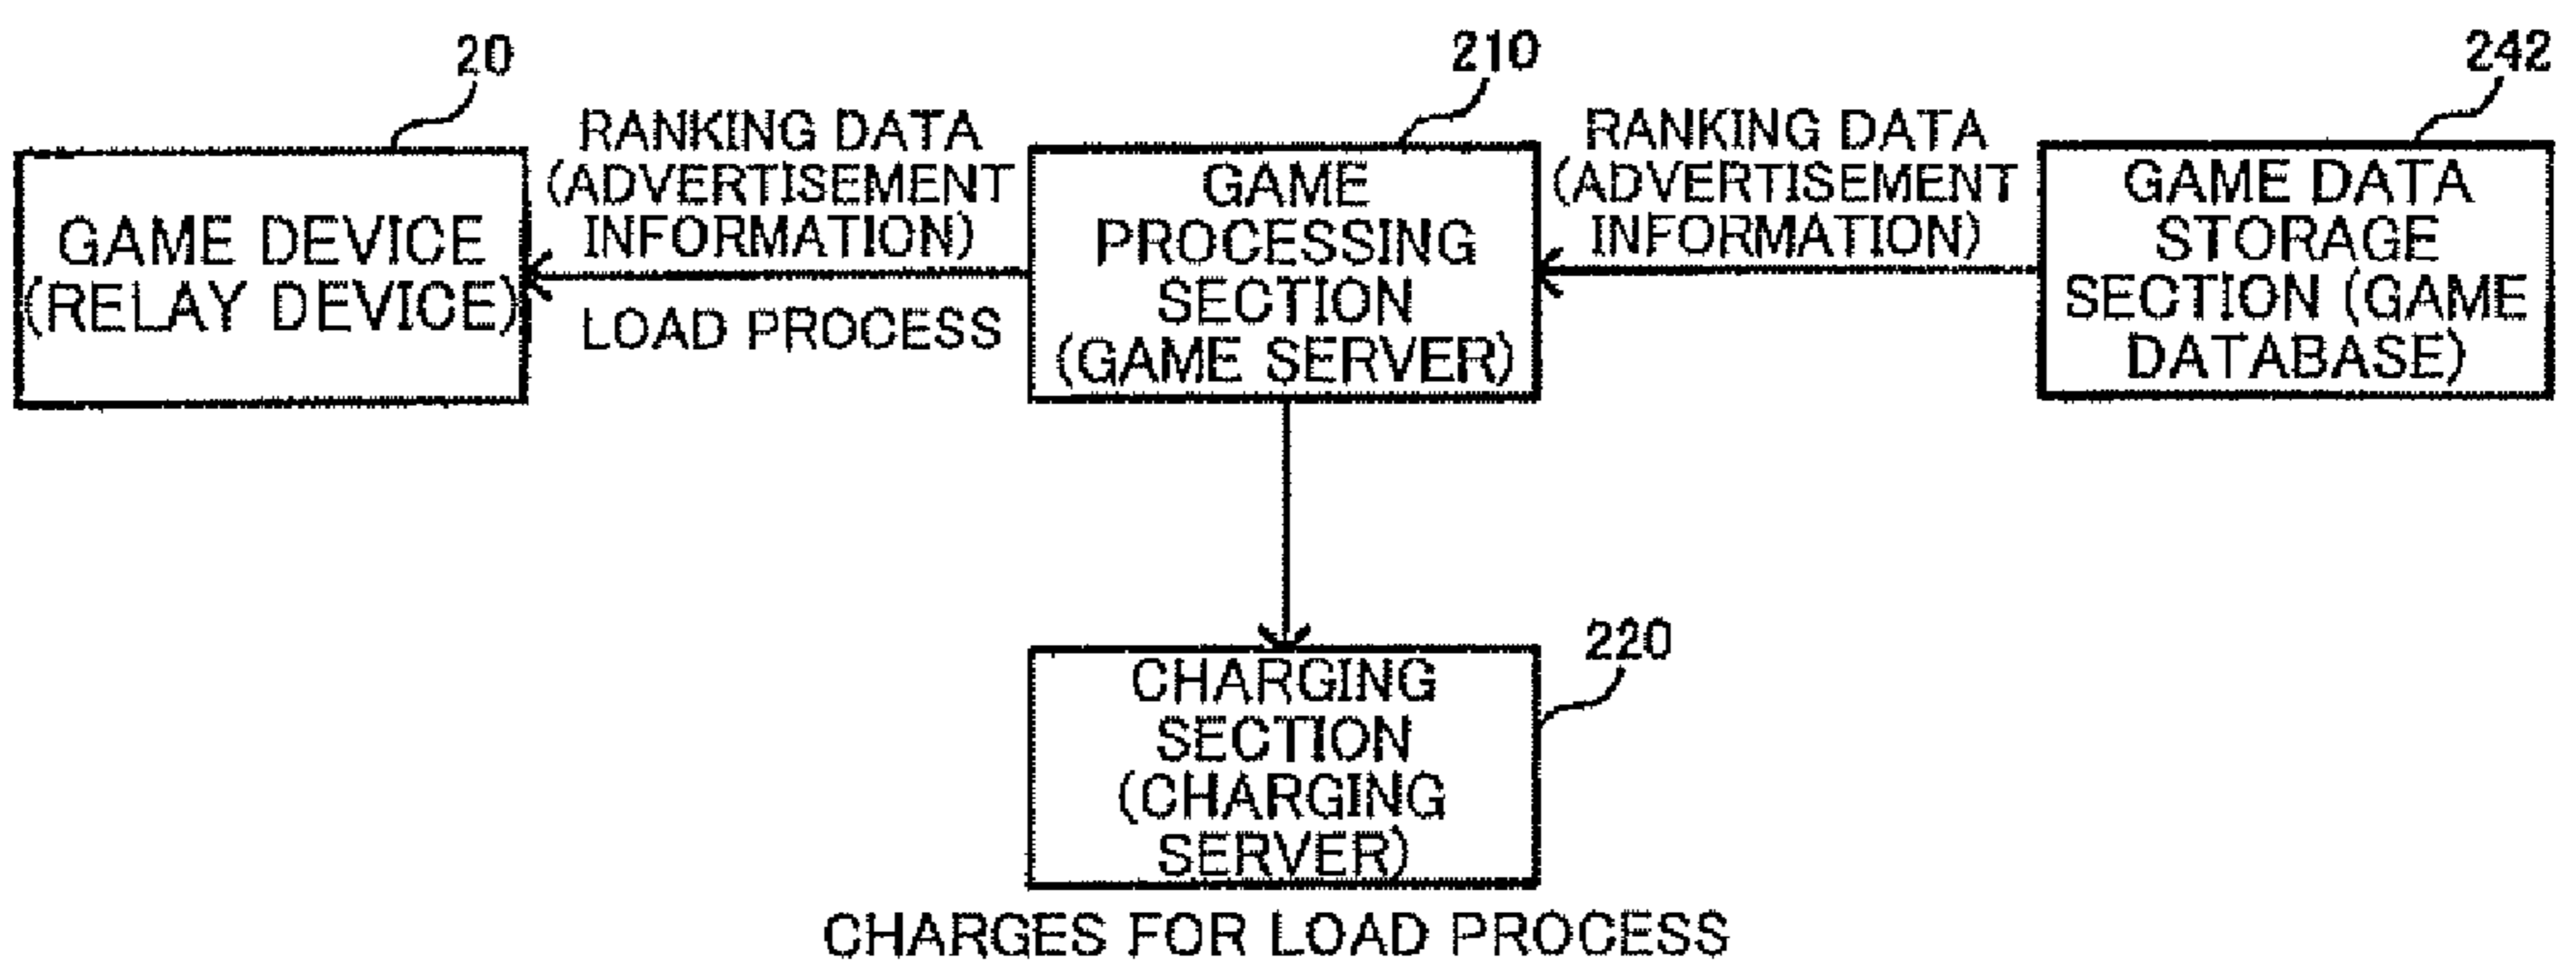 20
GAME DEVICE
(RELAY DEVICE)
RANKING DATA
(ADVERTISEMENT
INFORMATION)
LOAD PROCESS
210
GAME
PROCESSING
SECTION
(GAME SERVER)
RANKING DATA
(ADVERTISEMENT
INFORMATION)
242
GAME DATA
STORAGE
SECTION (GAME
DATABASE)
220
CHARGING
SECTION
(CHARGING
SERVER)
CHARGES FOR LOAD PROCESS